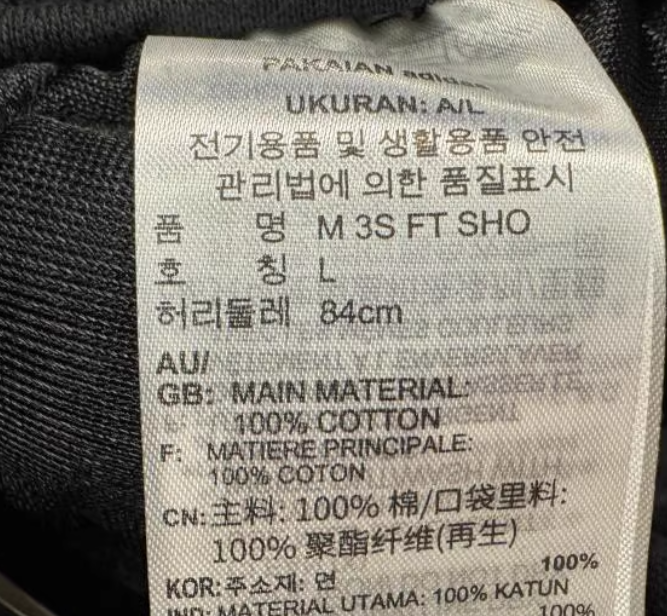 PAKAIAN adidas
UKURAN: A/L
전기용품 및 생활용품 안전
관리법에 의한 품질표시
품 명 M 3S FT SHO
호 칭 L
허리둘레 84cm
AU/
GB: MAIN MATERIAL:
100% COTTON
F: MATIERE PRINCIPALE:
100% COTON
CN: 主料: 100% 棉/口袋里料:
100% 聚酯纤维(再生)
KOR: 주소재: 면 100%
IND: MATERIAL UTAMA: 100% KATUN
100%